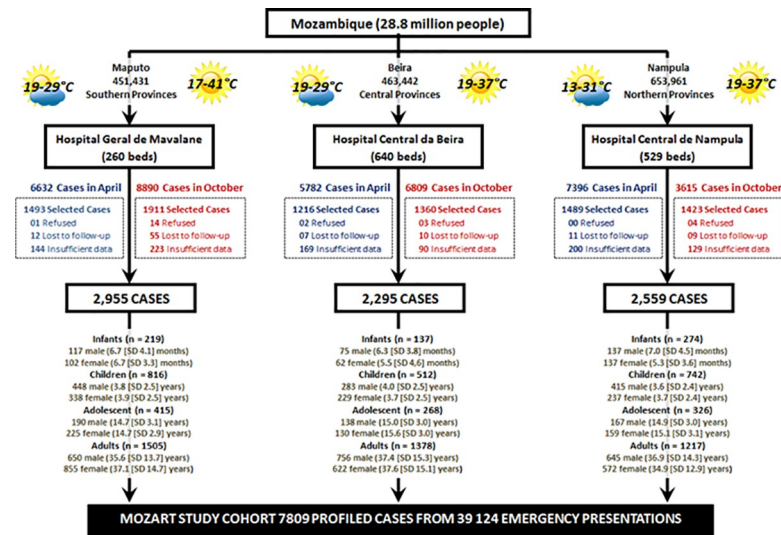 Mozambique (28.8 million people)
19-29°C
Maputo
451,431
Southern Provinces
17-41°C
19-29°C
Beira
463,442
Central Provinces
19-37°C
13-31°C
Nampula
653,961
Northern Provinces
19-37°C
Hospital Geral de Mavalane
(260 beds)
Hospital Central da Beira
(640 beds)
Hospital Central de Nampula
(529 beds)
6632 Cases in April
1493 Selected Cases
01 Refused
12 Lost to follow-up
144 Insufficient data
8890 Cases in October
1911 Selected Cases
14 Refused
55 Lost to follow-up
223 Insufficient data
5782 Cases in April
1216 Selected Cases
02 Refused
07 Lost to follow-up
169 Insufficient data
6809 Cases in October
1360 Selected Cases
03 Refused
10 Lost to follow-up
90 Insufficient data
7396 Cases in April
1489 Selected Cases
00 Refused
11 Lost to follow-up
200 Insufficient data
3615 Cases in October
1423 Selected Cases
04 Refused
09 Lost to follow-up
129 Insufficient data
2,955 CASES
2,295 CASES
2,559 CASES
Infants (n = 219)
117 male (6.7 [SD 4.1] months)
102 female (6.7 [SD 3.3] months)
Children (n = 816)
448 male (3.8 [SD 2.5] years)
338 female (3.9 [SD 2.5] years)
Adolescent (n = 415)
190 male (14.7 [SD 3.1] years)
225 female (14.7 [SD 2.9] years)
Adults (n = 1505)
650 male (35.6 [SD 13.7] years)
855 female (37.1 [SD 14.7] years)
Infants (n = 137)
75 male (6.3 [SD 3.8] months)
62 female (5.5 [SD 4,6] months)
Children (n = 512)
283 male (4.0 [SD 2.5] years)
229 female (3.7 [SD 2.5] years)
Adolescent (n = 268)
138 male (15.0 [SD 3.0] years)
130 female (15.6 [SD 3.0] years)
Adults (n = 1378)
756 male (37.4 [SD 15.3] years)
622 female (37.6 [SD 15.1] years)
Infants (n = 274)
137 male (7.0 [SD 4.5] months)
137 female (5.3 [SD 3.6] months)
Children (n = 742)
415 male (3.6 [SD 2.4] years)
237 female (3.7 [SD 2.4] years)
Adolescent (n = 326)
167 male (14.9 [SD 3.0] years)
159 female (15.1 [SD 3.1] years)
Adults (n = 1217)
645 male (36.9 [SD 14.3] years)
572 female (34.9 [SD 12.9] years)
MOZART STUDY COHORT 7809 PROFILED CASES FROM 39 124 EMERGENCY PRESENTATIONS